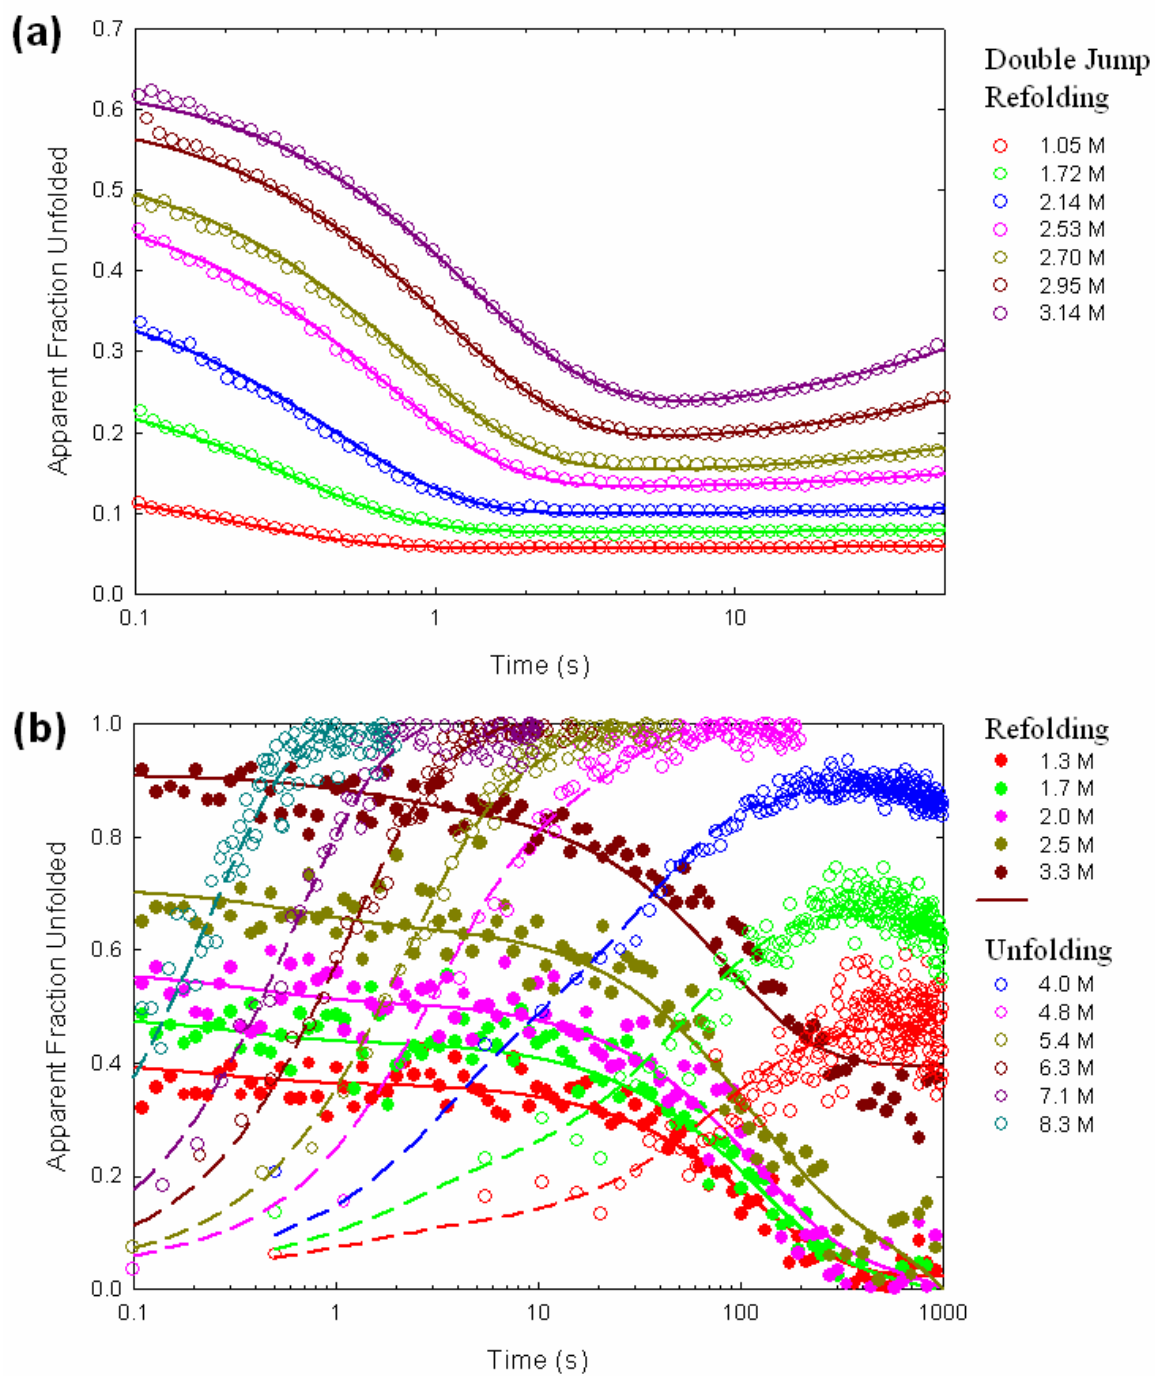 (a)
0.7
0.6
0.5
0.4
0.3
0.2
0.1
0.0
Apparent Fraction Unfolded
0.1
1
10
Time (s)
Double Jump
Refolding
1.05 M
1.72 M
2.14 M
2.53 M
2.70 M
2.95 M
3.14 M
(b)
1.0
0.8
0.6
0.4
0.2
0.0
Apparent Fraction Unfolded
0.1
1
10
100
1000
Time (s)
Refolding
1.3 M
1.7 M
2.0 M
2.5 M
3.3 M
Unfolding
4.0 M
4.8 M
5.4 M
6.3 M
7.1 M
8.3 M